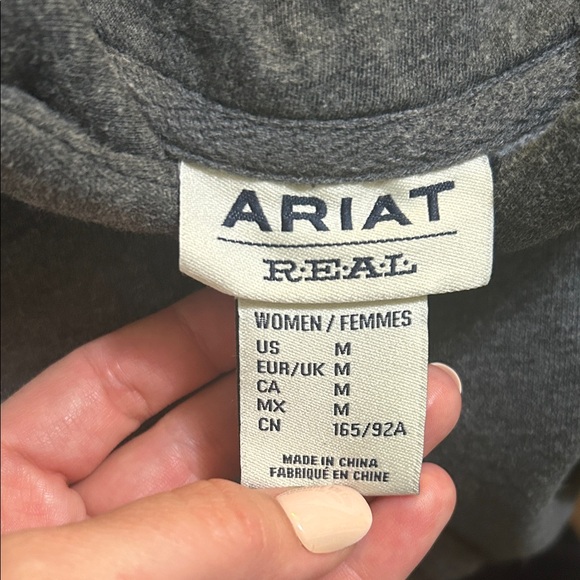 ARIAT
R·E·A·L
WOMEN / FEMMES
US M
EUR/UK M
CA M
MX M
CN 165/92A
MADE IN CHINA
FABRIQUÉ EN CHINE